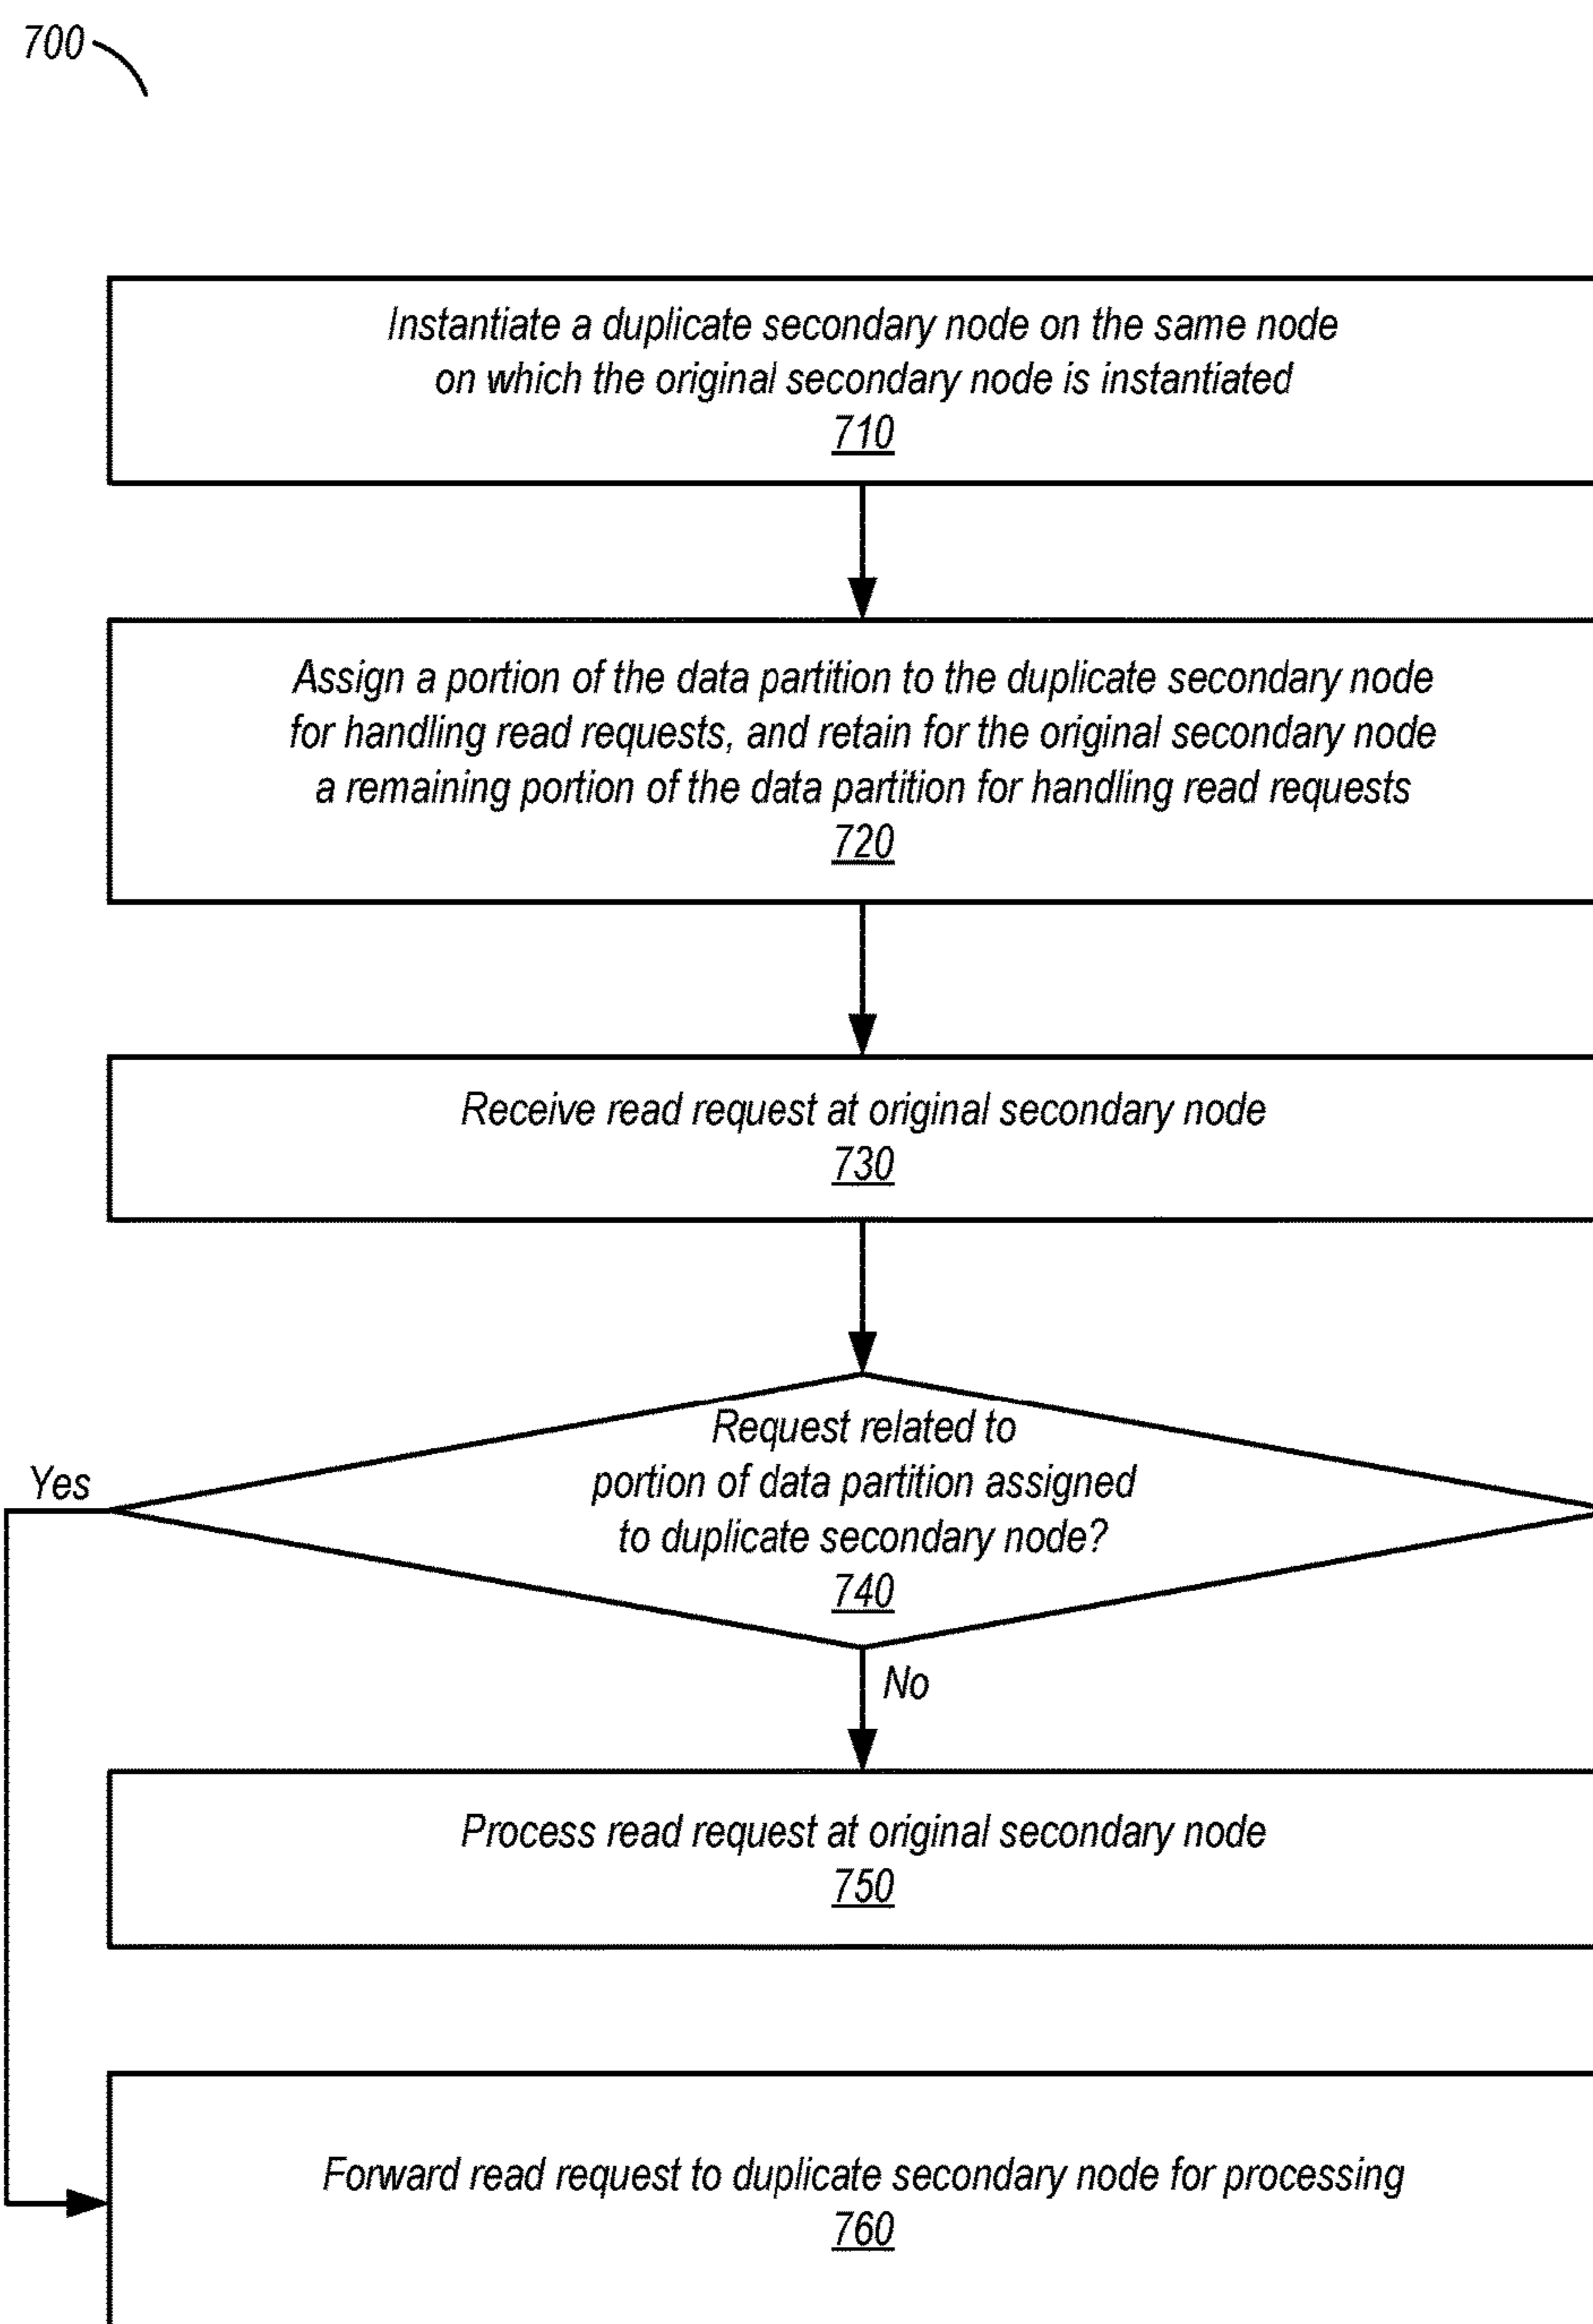 700
Instantiate a duplicate secondary node on the same node
on which the original secondary node is instantiated
710
Assign a portion of the data partition to the duplicate secondary node
for handling read requests, and retain for the original secondary node
a remaining portion of the data partition for handling read requests
720
Receive read request at original secondary node
730
Request related to
portion of data partition assigned
to duplicate secondary node?
740
Yes
No
Process read request at original secondary node
750
Forward read request to duplicate secondary node for processing
760